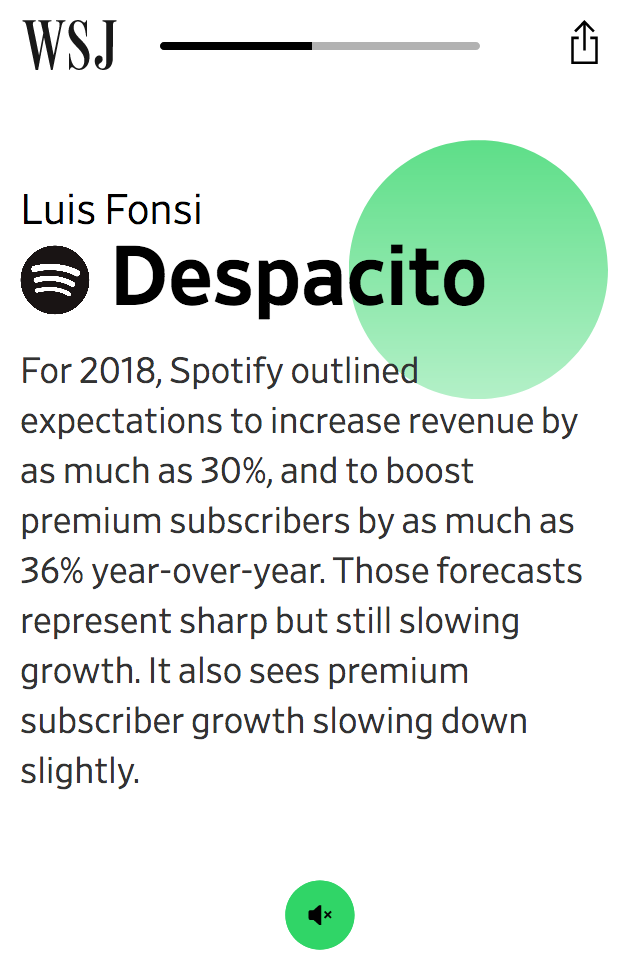 WSJ
Luis Fonsi
Despacito
For 2018, Spotify outlined
expectations to increase revenue by
as much as 30%, and to boost
premium subscribers by as much as
36% year-over-year. Those forecasts
represent sharp but still slowing
growth. It also sees premium
subscriber growth slowing down
slightly.